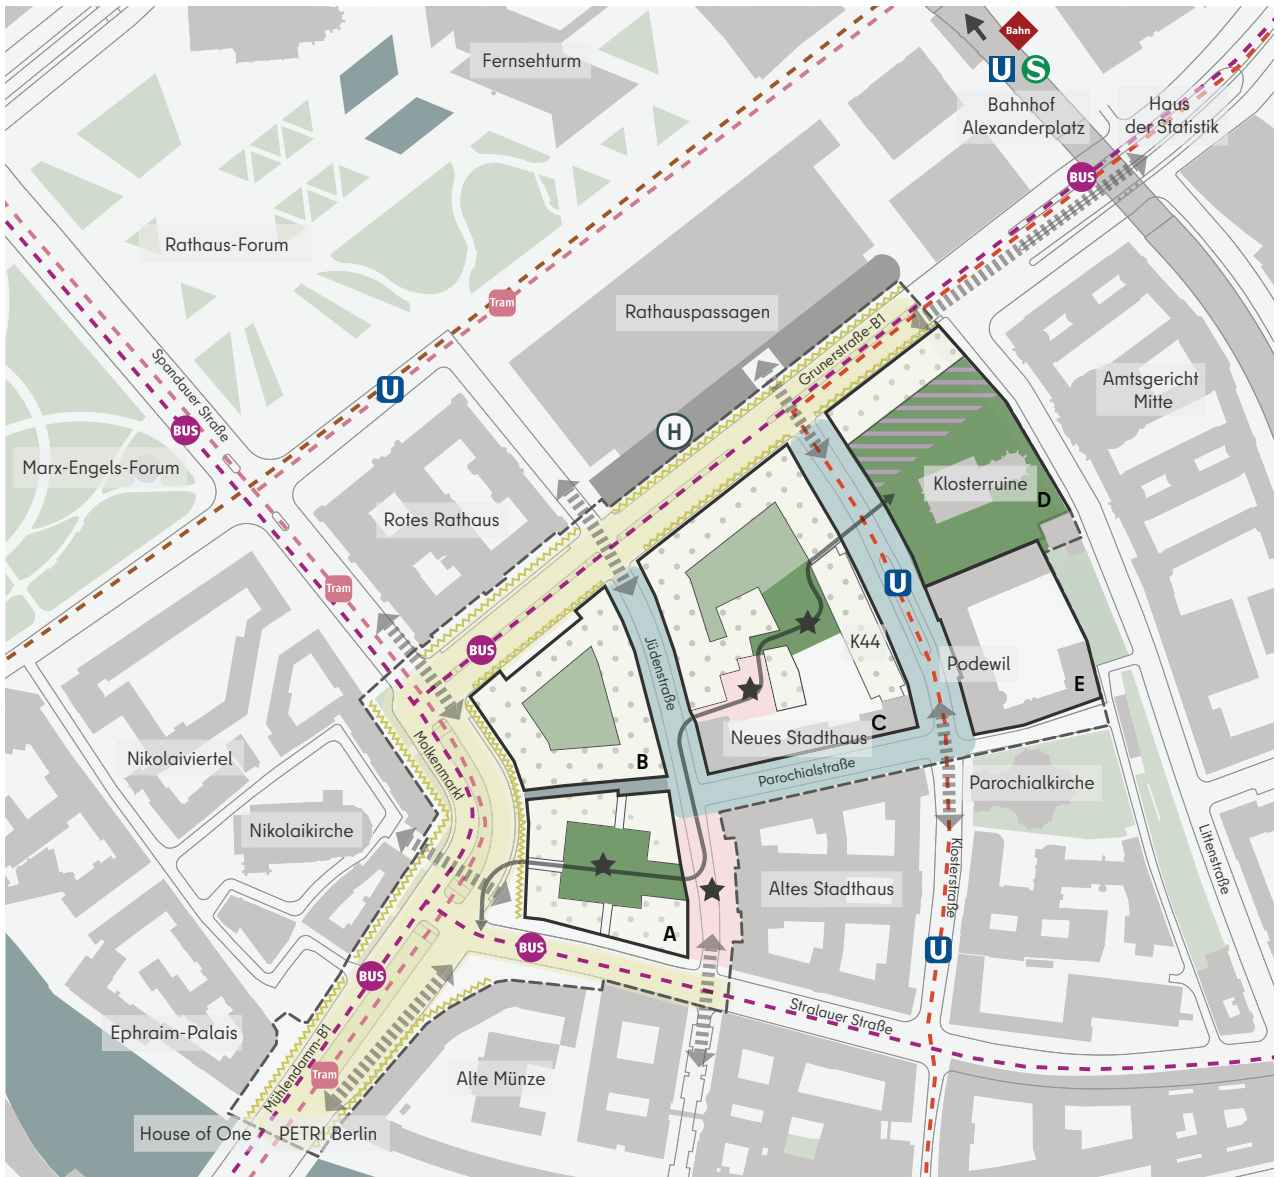 Fernsehturm
Bahn
U
S
Bahnhof
Alexanderplatz
Haus
der Statistik
BUS
Rathaus-Forum
Tram
Rathauspassagen
Grunerstraße-B1
Spandauer Straße
U
Amtsgericht
Mitte
BUS
H
Marx-Engels-Forum
Rotes Rathaus
Klosterruine
D
Tram
U
BUS
Jüdenstraße
K44
Podewil
E
C
Neues Stadthaus
Nikolaiviertel
Molkenmarkt
B
Parochialstraße
Parochialkirche
Nikolaikirche
Littenstraße
Klosterstraße
Altes Stadthaus
A
BUS
U
BUS
Stralauer Straße
Ephraim-Palais
Mühlendamm-B1
Tram
Alte Münze
House of One
PETRI Berlin